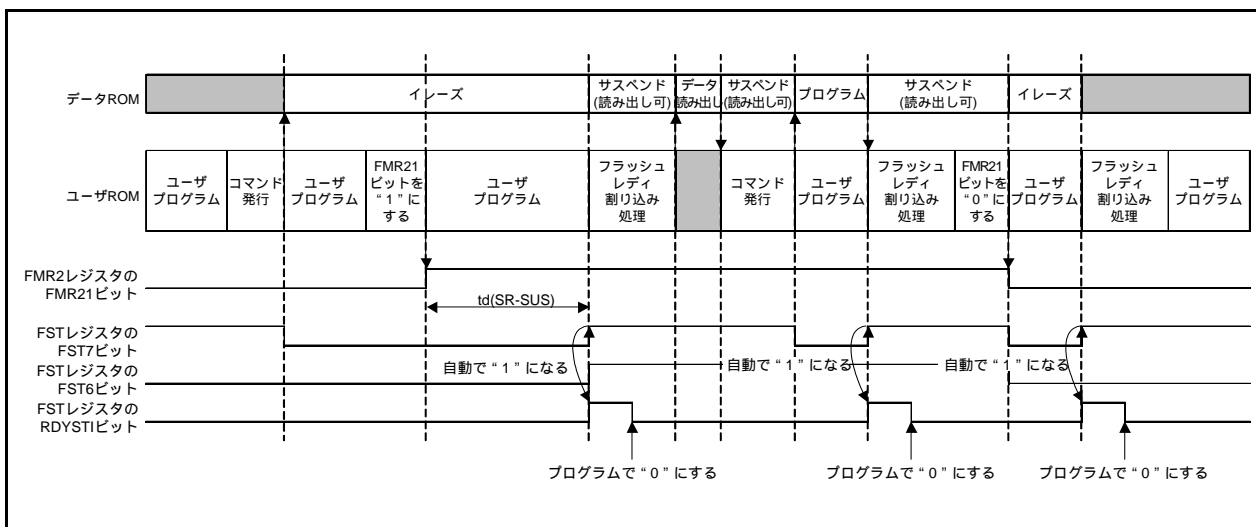 データROM
イレーズ
サスペンド
(読み出し可)
データ
読み出し
サスペンド
(読み出し可)
プログラム
サスペンド
(読み出し可)
イレーズ
ユーザROM
ユーザ
プログラム
コマンド
発行
ユーザ
プログラム
FMR21
ビットを
“1”に
する
ユーザ
プログラム
フラッシュ
レディ
割り込み
処理
コマンド
発行
ユーザ
プログラム
フラッシュ
レディ
割り込み
処理
FMR21
ビットを
“0”に
する
ユーザ
プログラム
フラッシュ
レディ
割り込み
処理
ユーザ
プログラム
FMR2レジスタの
FMR21ビット
td(SR-SUS)
FSTレジスタの
FST7ビット
自動で“1”になる
自動で“1”になる
自動で“1”になる
FSTレジスタの
FST6ビット
FSTレジスタの
RDYSTIビット
プログラムで“0”にする
プログラムで“0”にする
プログラムで“0”にする